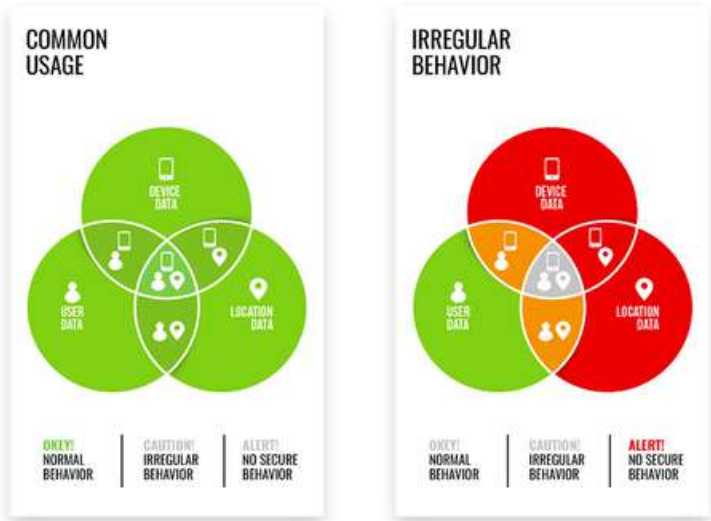 COMMON
USAGE
DEVICE
DATA
USER
DATA
LOCATION
DATA
OKEY!
NORMAL
BEHAVIOR
CAUTION!
IRREGULAR
BEHAVIOR
ALERT!
NO SECURE
BEHAVIOR
IRREGULAR
BEHAVIOR
DEVICE
DATA
USER
DATA
LOCATION
DATA
OKEY!
NORMAL
BEHAVIOR
CAUTION!
IRREGULAR
BEHAVIOR
ALERT!
NO SECURE
BEHAVIOR